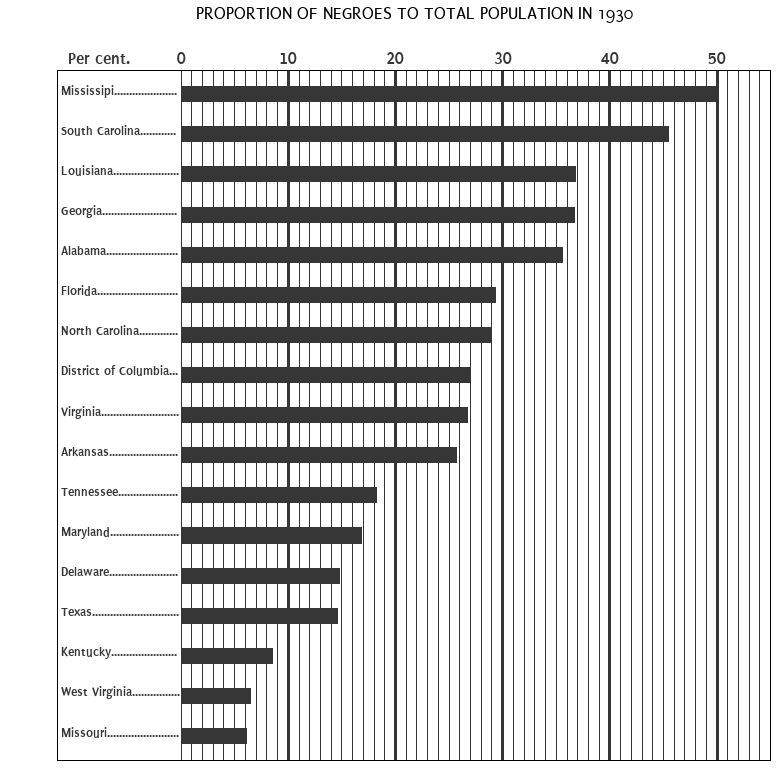 PROPORTION OF NEGROES TO TOTAL POPULATION IN 1930
Per cent. 0 10 20 30 40 50
Mississipi.....................
South Carolina............
Louisiana......................
Georgia.........................
Alabama........................
Florida...........................
North Carolina.............
District of Columbia...
Virginia..........................
Arkansas.......................
Tennessee....................
Maryland.......................
Delaware.......................
Texas.............................
Kentucky......................
West Virginia................
Missouri........................